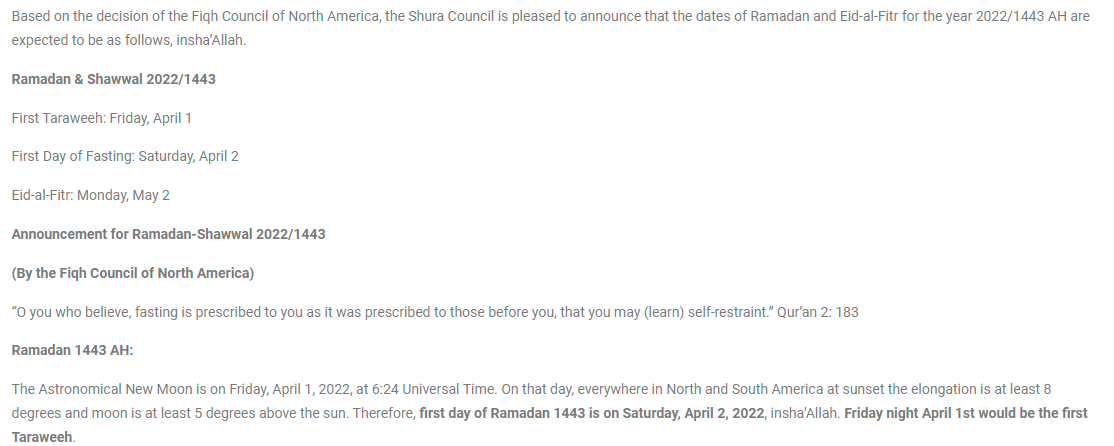 Based on the decision of the Fiqh Council of North America, the Shura Council is pleased to announce that the dates of Ramadan and Eid-al-Fitr for the year 2022/1443 AH are
expected to be as follows, insha’Allah.
Ramadan & Shawwal 2022/1443
First Taraweeh: Friday, April 1
First Day of Fasting: Saturday, April 2
Eid-al-Fitr: Monday, May 2
Announcement for Ramadan-Shawwal 2022/1443
(By the Fiqh Council of North America)
“O you who believe, fasting is prescribed to you as it was prescribed to those before you, that you may (learn) self-restraint.” Qur’an 2: 183
Ramadan 1443 AH:
The Astronomical New Moon is on Friday, April 1, 2022, at 6:24 Universal Time. On that day, everywhere in North and South America at sunset the elongation is at least 8
degrees and moon is at least 5 degrees above the sun. Therefore, first day of Ramadan 1443 is on Saturday, April 2, 2022, insha’Allah. Friday night April 1st would be the first
Taraweeh.